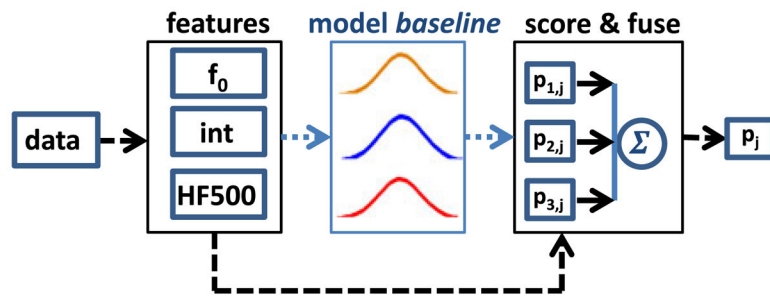 features
model baseline
score & fuse
data
f₀
int
HF500
p₁,ⱼ
p₂,ⱼ
p₃,ⱼ
Σ
pⱼ